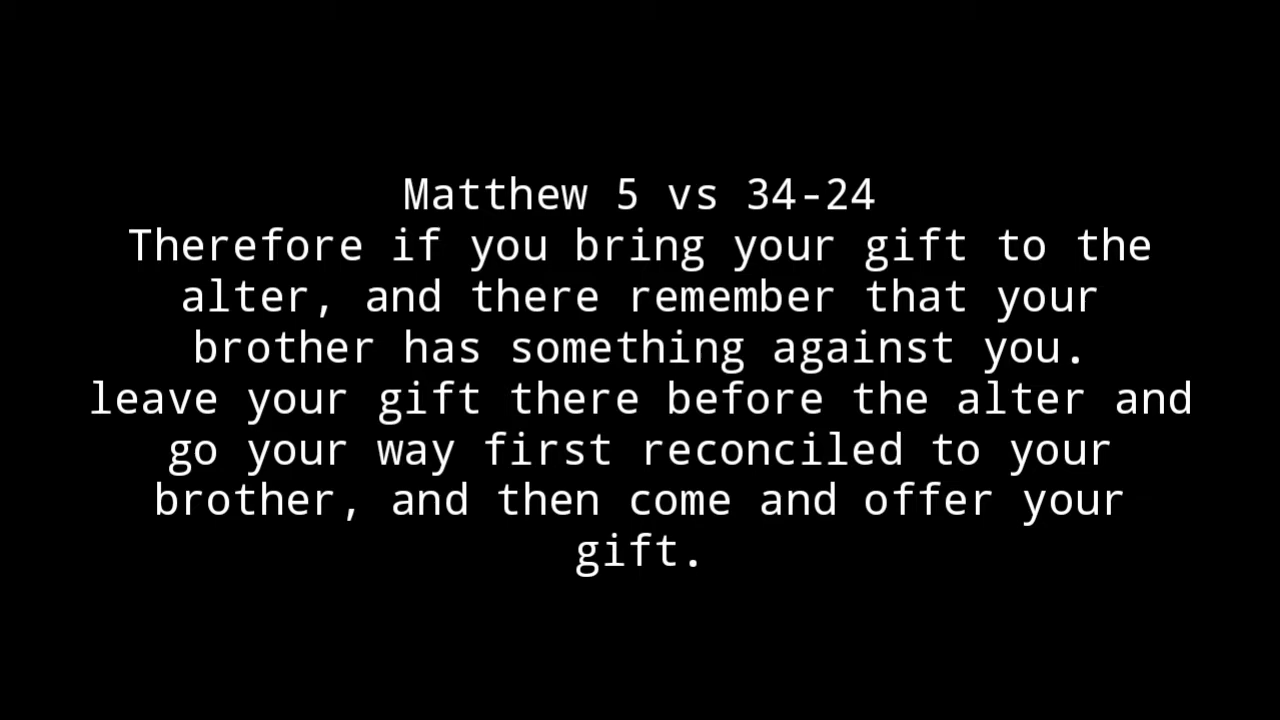 Matthew 5 vs 34-24
Therefore if you bring your gift to the
alter, and there remember that your
brother has something against you.
leave your gift there before the alter and
go your way first reconciled to your
brother, and then come and offer your
gift.